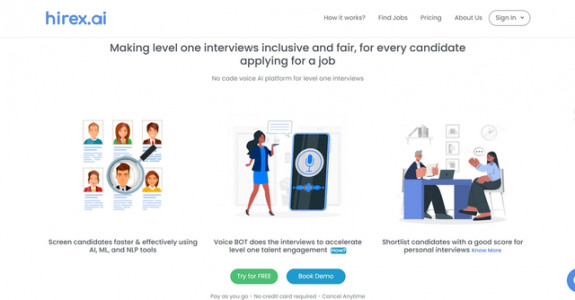 hirex.ai
How it works?
Find Jobs
Pricing
About Us
Sign In
Making level one interviews inclusive and fair, for every candidate
applying for a job
No code voice AI platform for level one interviews
Screen candidates faster & effectively using
AI, ML, and NLP tools
Voice BOT does the interviews to accelerate
level one talent engagement How?
Shortlist candidates with a good score for
personal interviews Know More
Try for FREE
Book Demo
Pay as you go - No credit card required - Cancel Anytime